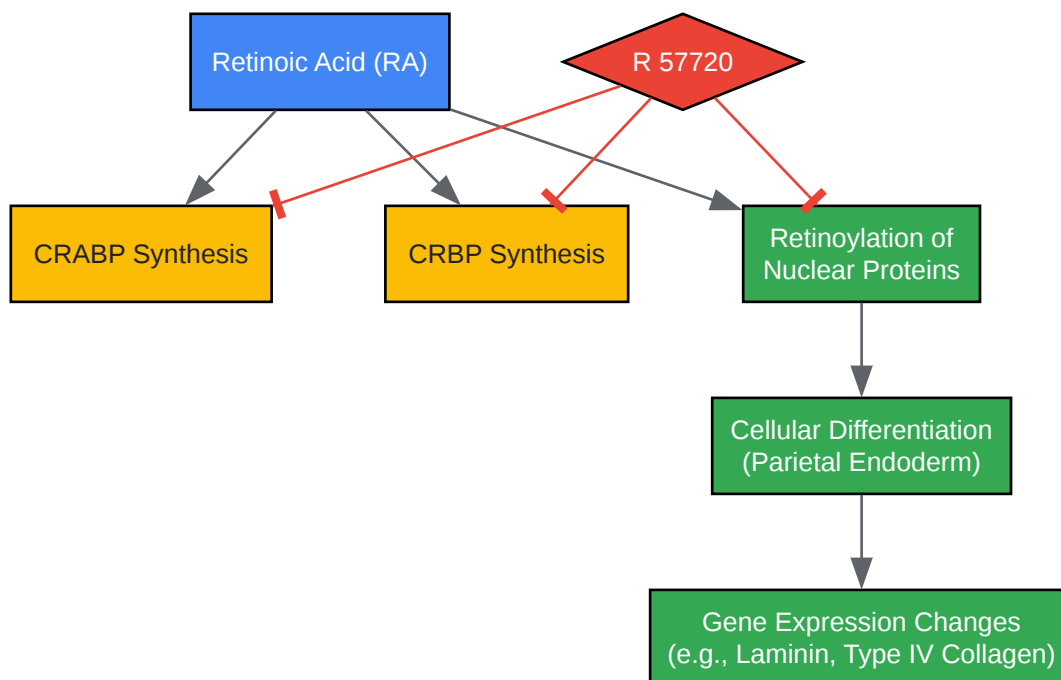 Retinoic Acid (RA)
R 57720
CRABP Synthesis
CRBP Synthesis
Retinoylation of
Nuclear Proteins
Cellular Differentiation
(Parietal Endoderm)
Gene Expression Changes
(e.g., Laminin, Type IV Collagen)